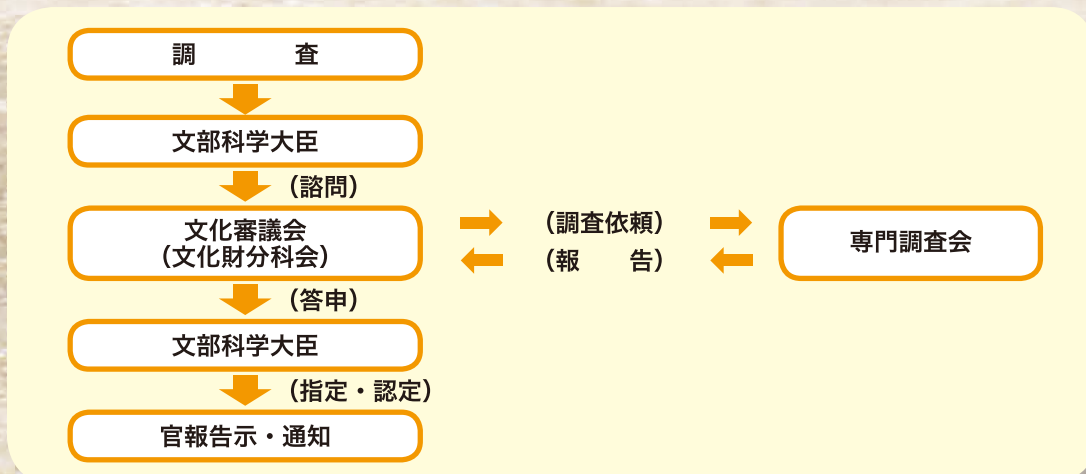 調　　　　査
文部科学大臣
（諮問）
文化審議会
（文化財分科会）
（調査依頼）
（報　　告）
専門調査会
（答申）
文部科学大臣
（指定・認定）
官報告示・通知